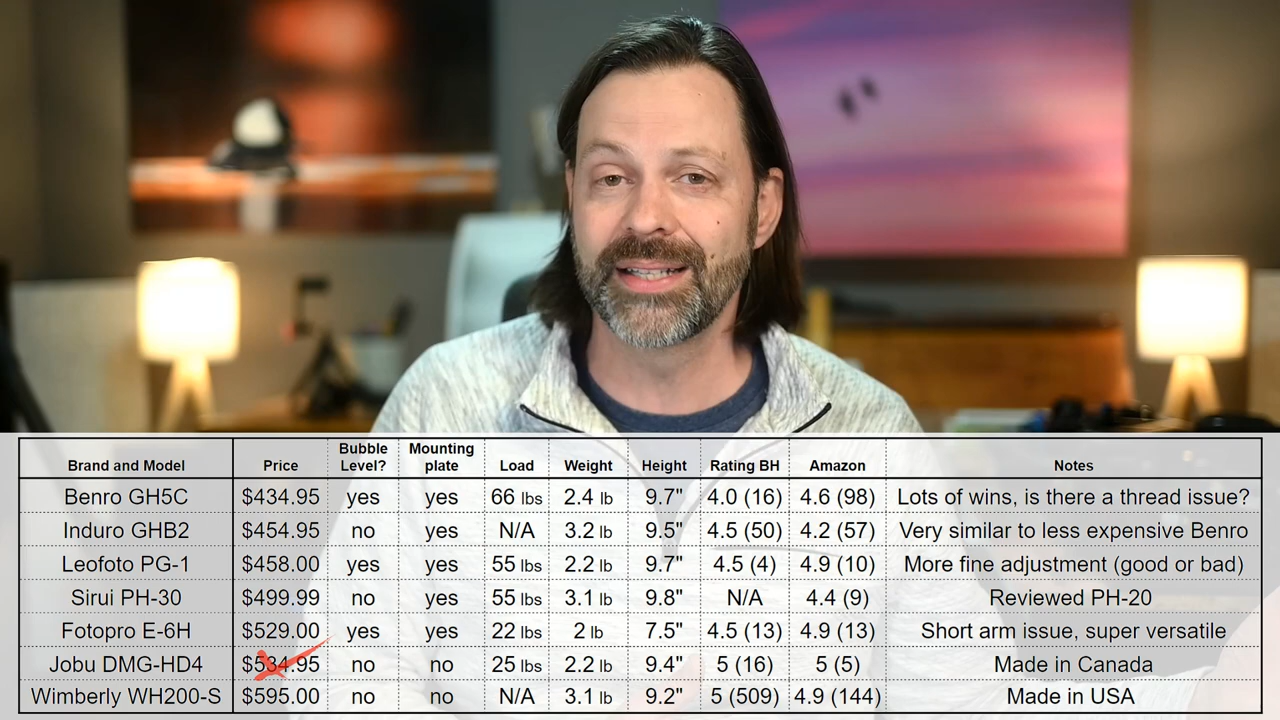 Brand and Model Price Bubble Level? Mounting plate Load Weight Height Rating BH Amazon Notes
Benro GH5C $434.95 yes yes 66 lbs 2.4 lb 9.7" 4.0 (16) 4.6 (98) Lots of wins, is there a thread issue?
Induro GHB2 $454.95 no yes N/A 3.2 lb 9.5" 4.5 (50) 4.2 (57) Very similar to less expensive Benro
Leofoto PG-1 $458.00 yes yes 55 lbs 2.2 lb 9.7" 4.5 (4) 4.9 (10) More fine adjustment (good or bad)
Sirui PH-30 $499.99 no yes 55 lbs 3.1 lb 9.8" N/A 4.4 (9) Reviewed PH-20
Fotopro E-6H $529.00 yes yes 22 lbs 2 lb 7.5" 4.5 (13) 4.9 (13) Short arm issue, super versatile
Jobu DMG-HD4 $534.95 no no 25 lbs 2.2 lb 9.4" 5 (16) 5 (5) Made in Canada
Wimberly WH200-S $595.00 no no N/A 3.1 lb 9.2" 5 (509) 4.9 (144) Made in USA